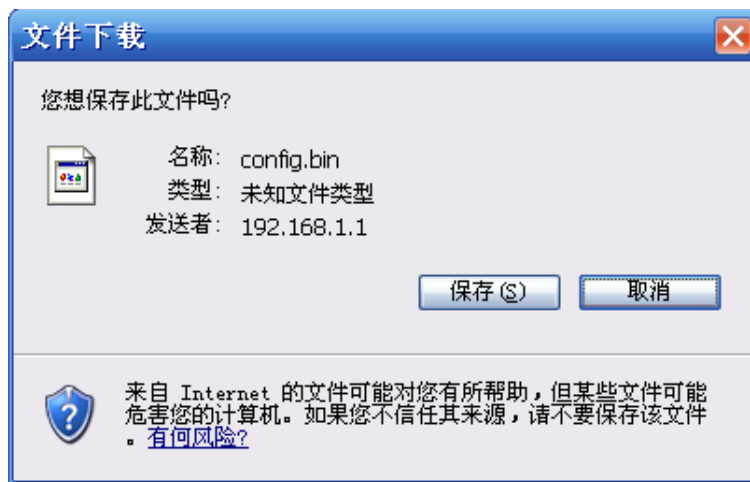 文件下载
您想保存此文件吗?
名称: config.bin
类型: 未知文件类型
发送者: 192.168.1.1
保存(S) 取消
来自 Internet 的文件可能对您有所帮助，但某些文件可能
危害您的计算机。如果您不信任其来源，请不要保存该文件
。有何风险?